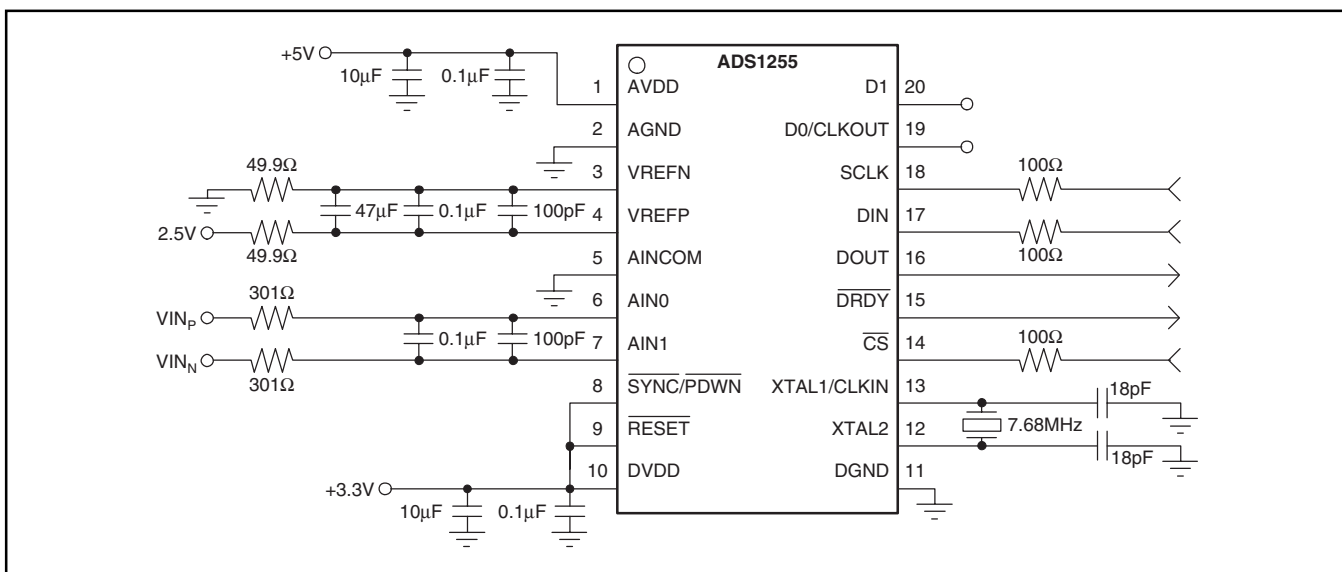 ADS1255
+5V
10μF
0.1μF
1
AVDD
2
AGND
49.9Ω
3
VREFN
47μF
0.1μF
100pF
4
VREFP
2.5V
49.9Ω
5
AINCOM
301Ω
6
AIN0
VINP
0.1μF
100pF
7
AIN1
VINN
301Ω
8
SYNC/PDWN
9
RESET
10
DVDD
+3.3V
10μF
0.1μF
D1
20
D0/CLKOUT
19
SCLK
18
100Ω
DIN
17
100Ω
DOUT
16
DRDY
15
CS
14
100Ω
XTAL1/CLKIN
13
18pF
7.68MHz
XTAL2
12
18pF
DGND
11